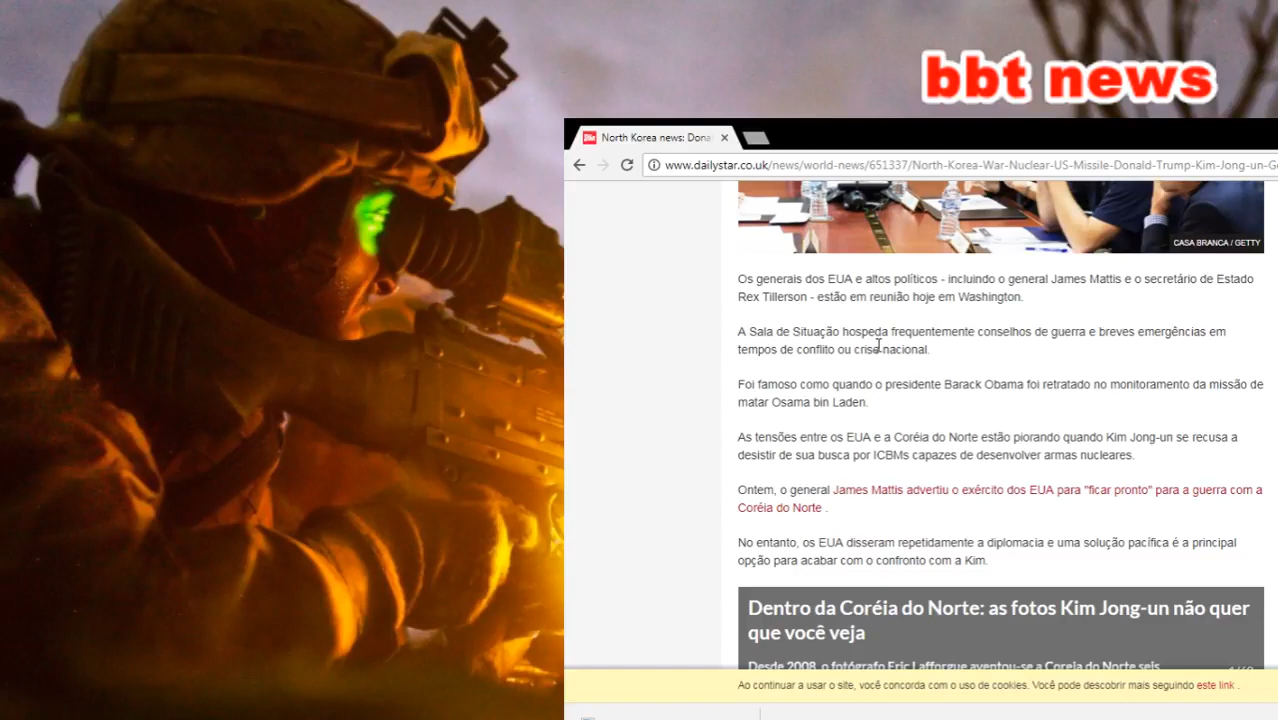 bbt news
North Korea news: Dona
www.dailystar.co.uk/news/world-news/651337/North-Korea-War-Nuclear-US-Missile-Donald-Trump-Kim-Jong-un-G
CASA BRANCA / GETTY
Os generais dos EUA e altos políticos - incluindo o general James Mattis e o secretário de Estado
Rex Tillerson - estão em reunião hoje em Washington.
A Sala de Situação hospeda frequentemente conselhos de guerra e breves emergências em
tempos de conflito ou crise nacional.
Foi famoso como quando o presidente Barack Obama foi retratado no monitoramento da missão de
matar Osama bin Laden.
As tensões entre os EUA e a Coréia do Norte estão piorando quando Kim Jong-un se recusa a
desistir de sua busca por ICBMs capazes de desenvolver armas nucleares.
Ontem, o general James Mattis advertiu o exército dos EUA para "ficar pronto" para a guerra com a
Coréia do Norte .
No entanto, os EUA disseram repetidamente a diplomacia e uma solução pacífica é a principal
opção para acabar com o confronto com a Kim.
Dentro da Coréia do Norte: as fotos Kim Jong-un não quer
que você veja
Desde 2008, o fotógrafo Eric Lafforgue aventou-se a Coreia do Norte seis
Ao continuar a usar o site, você concorda com o uso de cookies. Você pode descobrir mais seguindo este link .